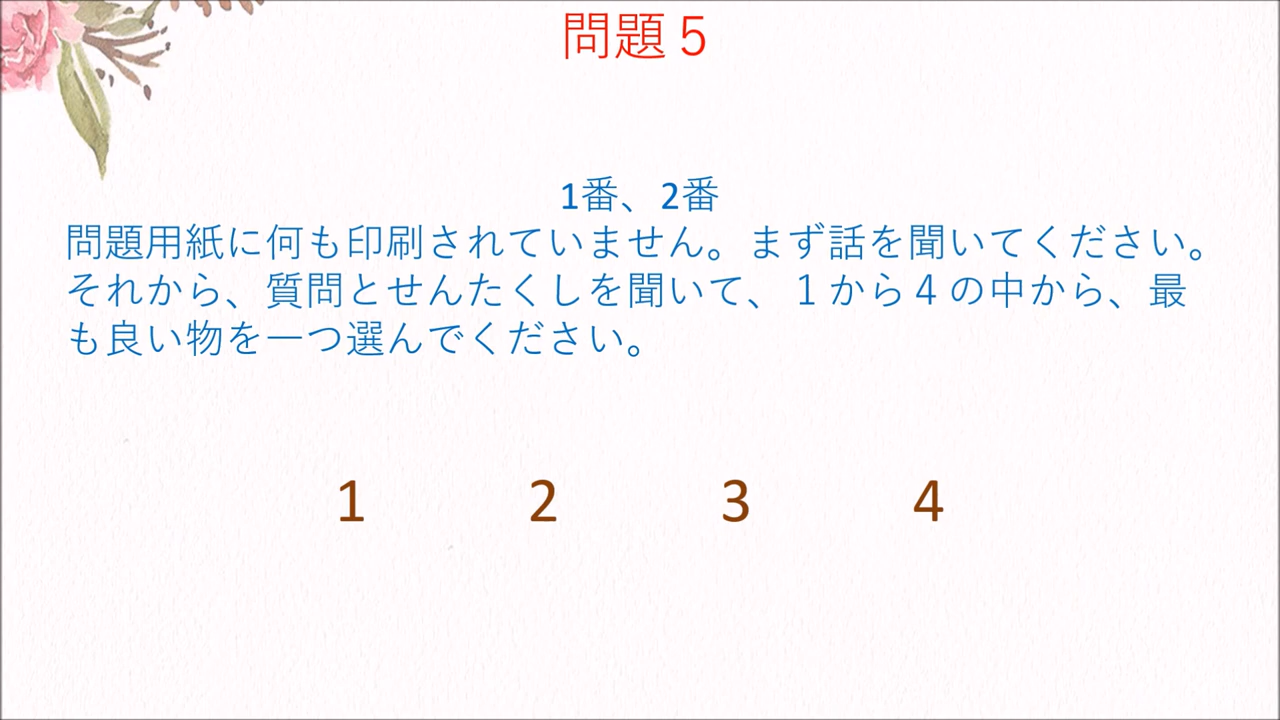 問題５
1番、2番
問題用紙に何も印刷されていません。まず話を聞いてください。
それから、質問とせんたくしを聞いて、１から４の中から、最
も良い物を一つ選んでください。
1 2 3 4